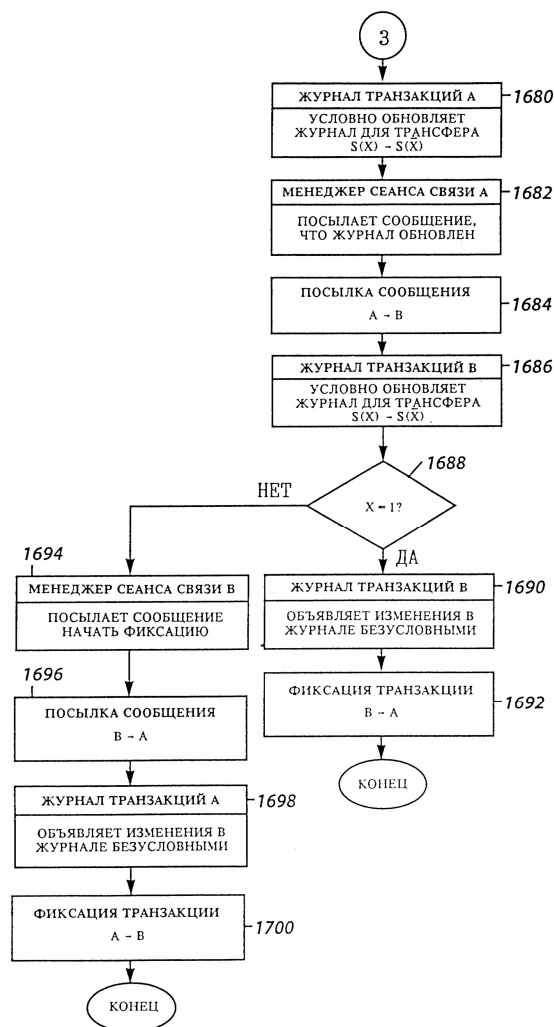 3
ЖУРНАЛ ТРАНЗАКЦИЙ A
1680
УСЛОВНО ОБНОВЛЯЕТ
ЖУРНАЛ ДЛЯ ТРАНСФЕРА
S(X) - S(X̄)
МЕНЕДЖЕР СЕАНСА СВЯЗИ A
1682
ПОСЫЛАЕТ СООБЩЕНИЕ,
ЧТО ЖУРНАЛ ОБНОВЛЕН
ПОСЫЛКА СООБЩЕНИЯ
A - B
1684
ЖУРНАЛ ТРАНЗАКЦИЙ B
1686
УСЛОВНО ОБНОВЛЯЕТ
ЖУРНАЛ ДЛЯ ТРАНСФЕРА
S(X) - S(X̄)
1688
X = 1?
НЕТ
ДА
1694
МЕНЕДЖЕР СЕАНСА СВЯЗИ B
ПОСЫЛАЕТ СООБЩЕНИЕ
НАЧАТЬ ФИКСАЦИЮ
ЖУРНАЛ ТРАНЗАКЦИЙ B
1690
ОБЪЯВЛЯЕТ ИЗМЕНЕНИЯ В
ЖУРНАЛЕ БЕЗУСЛОВНЫМИ
1696
ПОСЫЛКА СООБЩЕНИЯ
B - A
ФИКСАЦИЯ ТРАНЗАКЦИИ
B - A
1692
КОНЕЦ
ЖУРНАЛ ТРАНЗАКЦИЙ A
1698
ОБЪЯВЛЯЕТ ИЗМЕНЕНИЯ В
ЖУРНАЛЕ БЕЗУСЛОВНЫМИ
ФИКСАЦИЯ ТРАНЗАКЦИИ
A - B
1700
КОНЕЦ